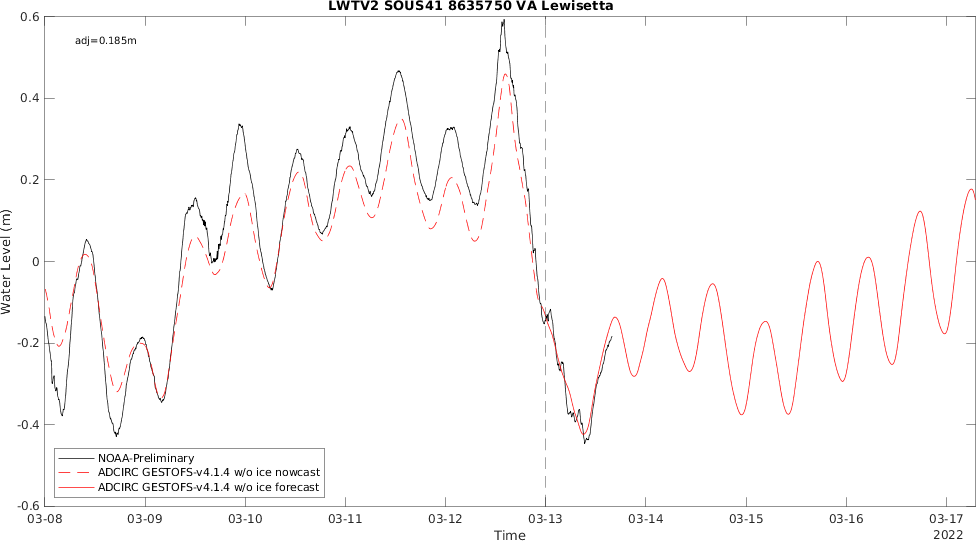 LWTV2 SOUS41 8635750 VA Lewisetta
adj=0.185m
0.6
0.4
0.2
0
-0.2
-0.4
-0.6
Water Level (m)
NOAA-Preliminary
ADCIRC GESTOFS-v4.1.4 w/o ice nowcast
ADCIRC GESTOFS-v4.1.4 w/o ice forecast
03-08 03-09 03-10 03-11 03-12 03-13 03-14 03-15 03-16 03-17
Time
2022